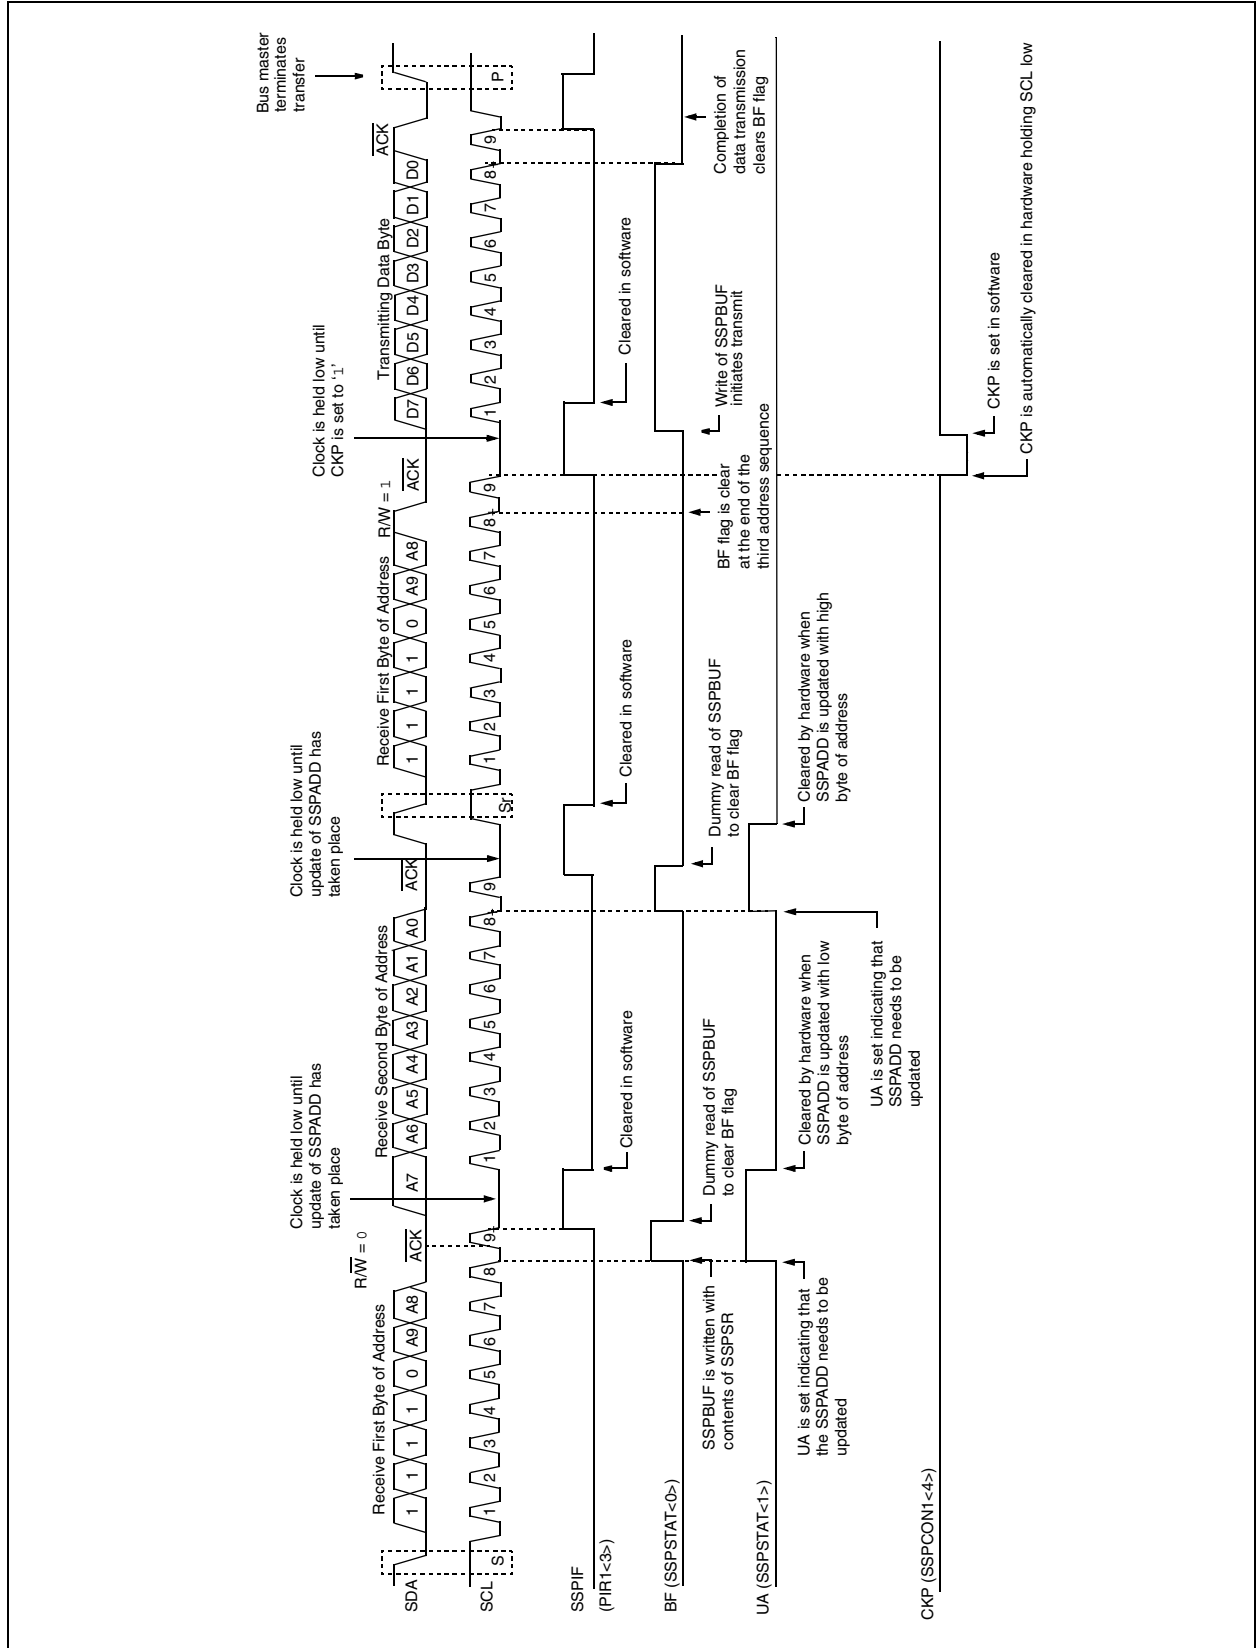 Bus master
terminates
transfer
Clock is held low until
CKP is set to ‘1’
Clock is held low until
update of SSPADD has
taken place
Clock is held low until
update of SSPADD has
taken place
R/W = 0
R/W = 1
Receive First Byte of Address
ACK
Receive Second Byte of Address
ACK
Receive First Byte of Address
ACK
Transmitting Data Byte
ACK
SDA
1 1 1 1 0 A9 A8
A7 A6 A5 A4 A3 A2 A1 A0
1 1 1 1 0 A9 A8
D7 D6 D5 D4 D3 D2 D1 D0
SCL
S
1 2 3 4 5 6 7 8 9
1 2 3 4 5 6 7 8 9
Sr
1 2 3 4 5 6 7 8 9
1 2 3 4 5 6 7 8 9
P
SSPIF
(PIR1<3>)
Cleared in software
Cleared in software
Cleared in software
BF (SSPSTAT<0>)
SSPBUF is written with
contents of SSPSR
Dummy read of SSPBUF
to clear BF flag
Dummy read of SSPBUF
to clear BF flag
BF flag is clear
at the end of the
third address sequence
Write of SSPBUF
initiates transmit
Completion of
data transmission
clears BF flag
UA (SSPSTAT<1>)
UA is set indicating that
the SSPADD needs to be
updated
Cleared by hardware when
SSPADD is updated with low
byte of address
UA is set indicating that
SSPADD needs to be
updated
Cleared by hardware when
SSPADD is updated with high
byte of address
CKP (SSPCON1<4>)
CKP is set in software
CKP is automatically cleared in hardware holding SCL low